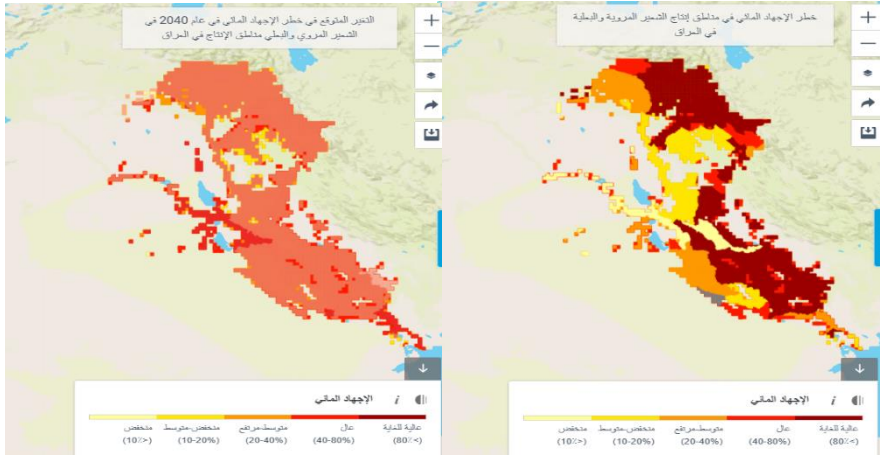 التغير المتوقع في خطر الإجهاد المائي في عام 2040 في
الشعير المروي والبطي مناطق الإنتاج في العراق
الإجهاد المائي
عالية للغاية
(>80٪)
عال
(40-80%)
متوسط-مرتفع
(20-40%)
منخفض-متوسط
(10-20%)
منخفض
(<10٪)
خطر الإجهاد المائي في مناطق إنتاج الشعير المروية والبطية
في العراق
الإجهاد المائي
عالية للغاية
(>80٪)
عال
(40-80%)
متوسط-مرتفع
(20-40%)
منخفض-متوسط
(10-20%)
منخفض
(<10٪)